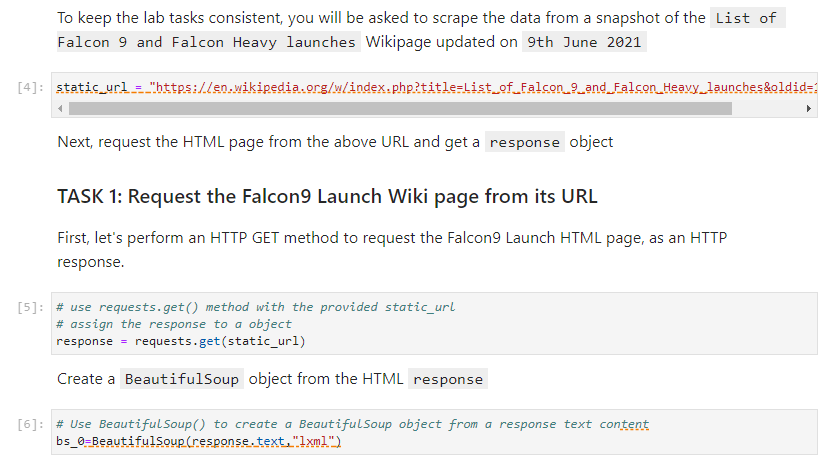 To keep the lab tasks consistent, you will be asked to scrape the data from a snapshot of the List of
Falcon 9 and Falcon Heavy launches Wikipage updated on 9th June 2021
[4]: static_url = "https://en.wikipedia.org/w/index.php?title=List_of_Falcon_9_and_Falcon_Heavy_launches&oldid=
Next, request the HTML page from the above URL and get a response object
TASK 1: Request the Falcon9 Launch Wiki page from its URL
First, let's perform an HTTP GET method to request the Falcon9 Launch HTML page, as an HTTP
response.
[5]: # use requests.get() method with the provided static_url
# assign the response to a object
response = requests.get(static_url)
Create a BeautifulSoup object from the HTML response
[6]: # Use BeautifulSoup() to create a BeautifulSoup object from a response text content
bs_0=BeautifulSoup(response.text,"lxml")